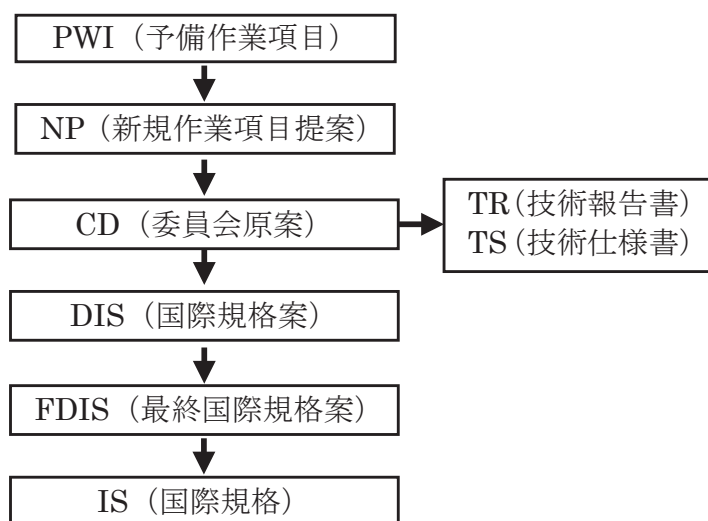 PWI（予備作業項目）
NP（新規作業項目提案）
CD（委員会原案）
TR（技術報告書）
TS（技術仕様書）
DIS（国際規格案）
FDIS（最終国際規格案）
IS（国際規格）